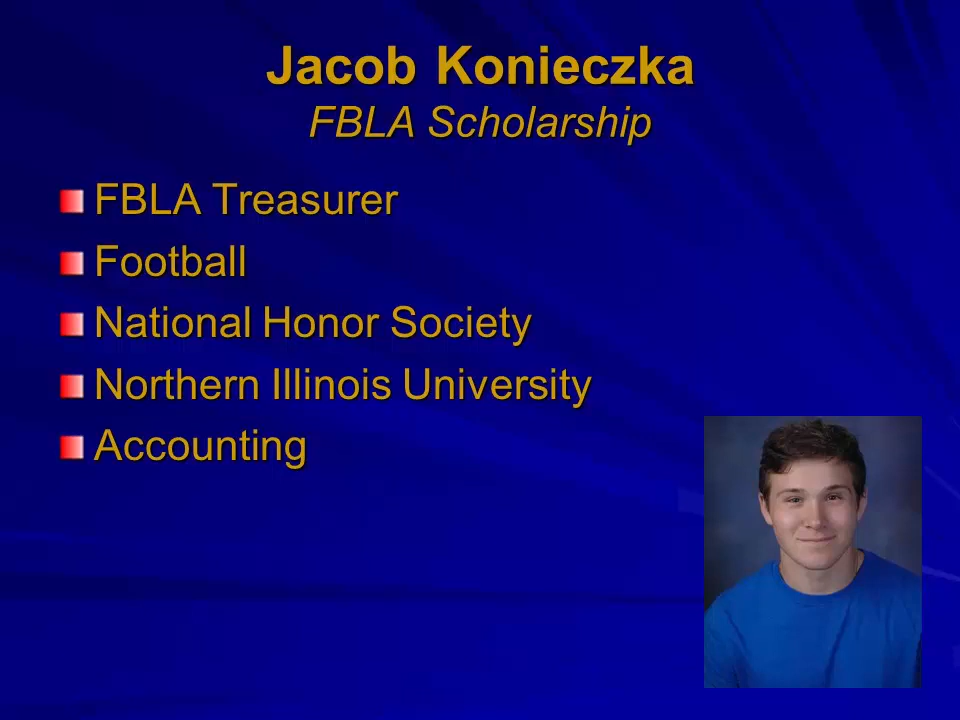 Jacob Konieczka
FBLA Scholarship
FBLA Treasurer
Football
National Honor Society
Northern Illinois University
Accounting